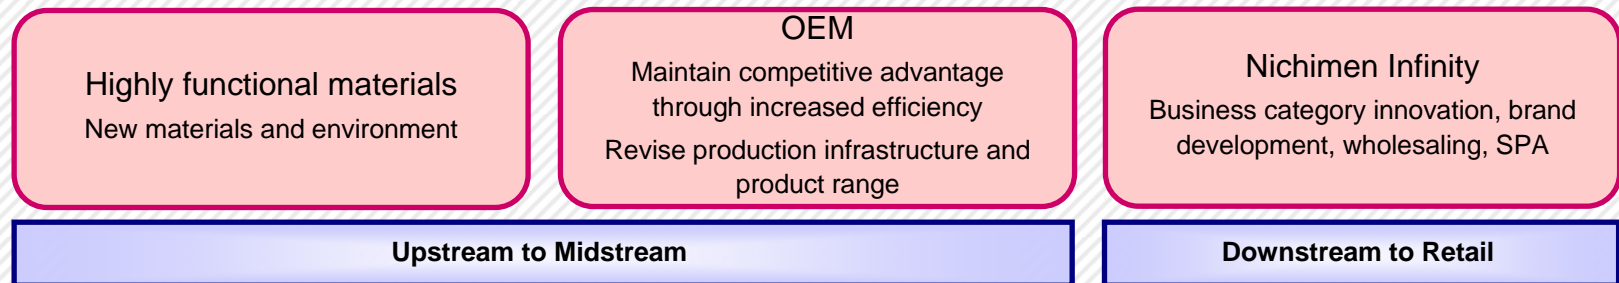 Highly functional materials
New materials and environment
OEM
Maintain competitive advantage
through increased efficiency
Revise production infrastructure and
product range
Nichimen Infinity
Business category innovation, brand
development, wholesaling, SPA
Upstream to Midstream
Downstream to Retail